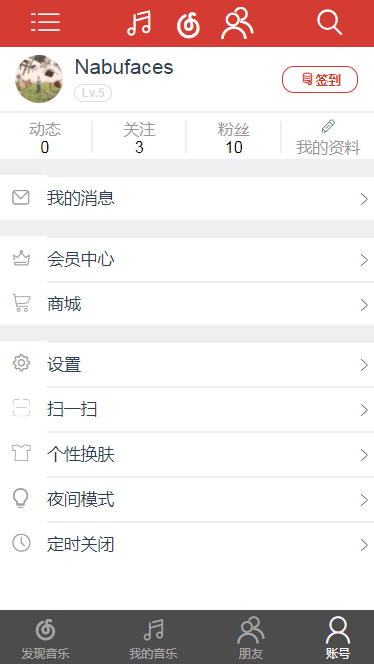 Nabufaces
Lv.5
签到
动态
0
关注
3
粉丝
10
我的资料
我的消息
会员中心
商城
设置
扫一扫
个性换肤
夜间模式
定时关闭
发现音乐
我的音乐
朋友
账号